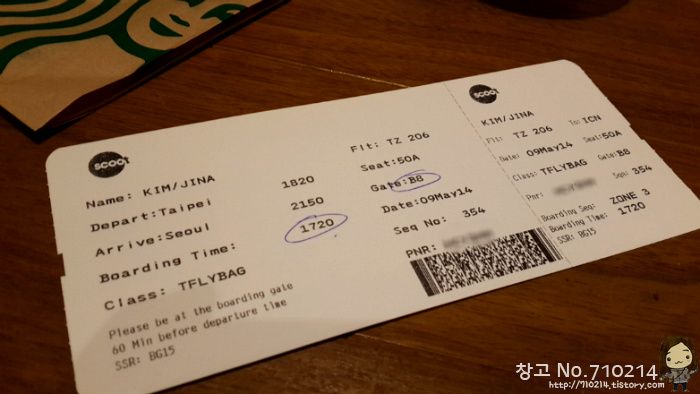 scoot
Name: KIM/JINA
Depart:Taipei 1820
Arrive:Seoul 2150
Boarding Time: 1720
Class: TFLYBAG
Please be at the boarding gate
60 Min before departure time
SSR: BG15
Flt: TZ 206
Seat:50A
Gate:B8
Date:09May14
Seq No: 354
PNR:
scoot
KIM/JINA
Flt: TZ 206 To: ICN
Date: 09May14 Seat:50A
Class:TFLYBAG Gate:B8
Pnr: Sqn: 354
Boarding Seq: ZONE 3
Boarding Time: 1720
SSR: BG15
창고 No.710214
http://710214.tistory.com/